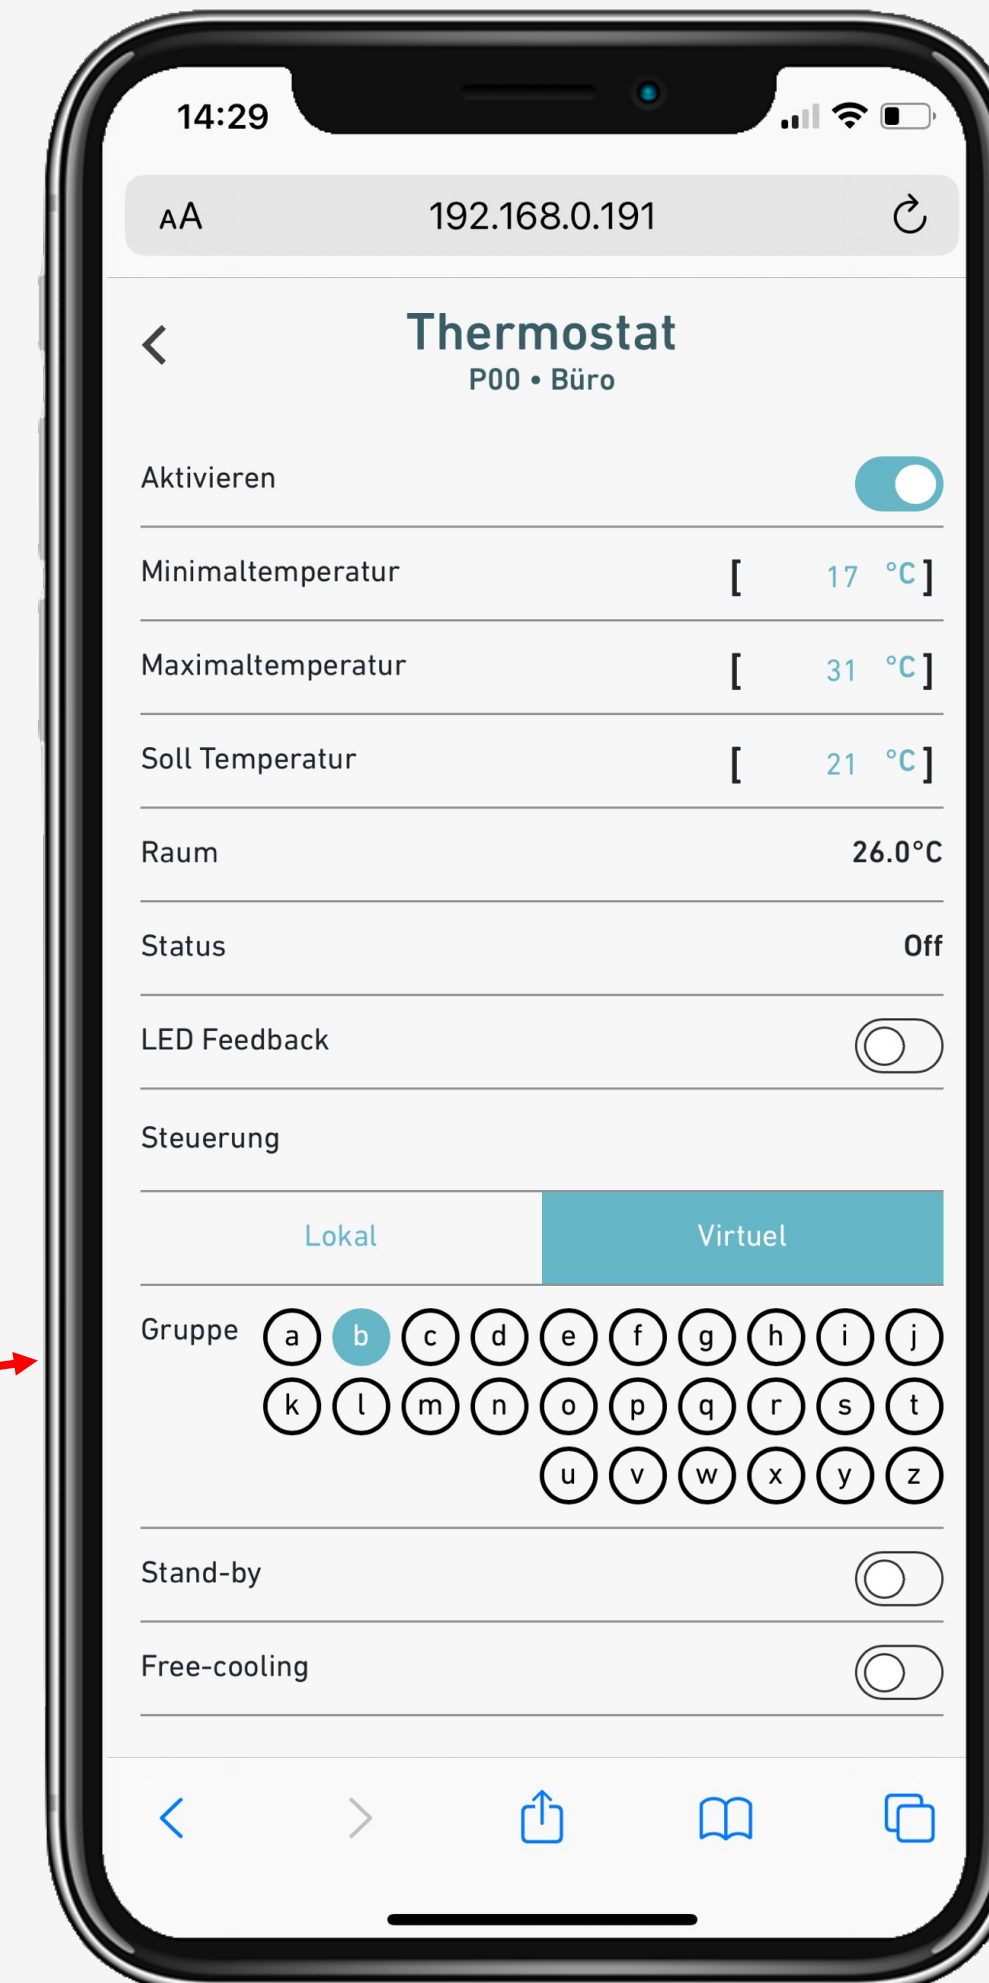 14:29
AA 192.168.0.191
Thermostat
P00 • Büro
Aktivieren
Minimaltemperatur [ 17 °C]
Maximaltemperatur [ 31 °C]
Soll Temperatur [ 21 °C]
Raum 26.0°C
Status Off
LED Feedback
Steuerung
Lokal Virtuel
Gruppe a b c d e f g h i j
k l m n o p q r s t
u v w x y z
Stand-by
Free-cooling